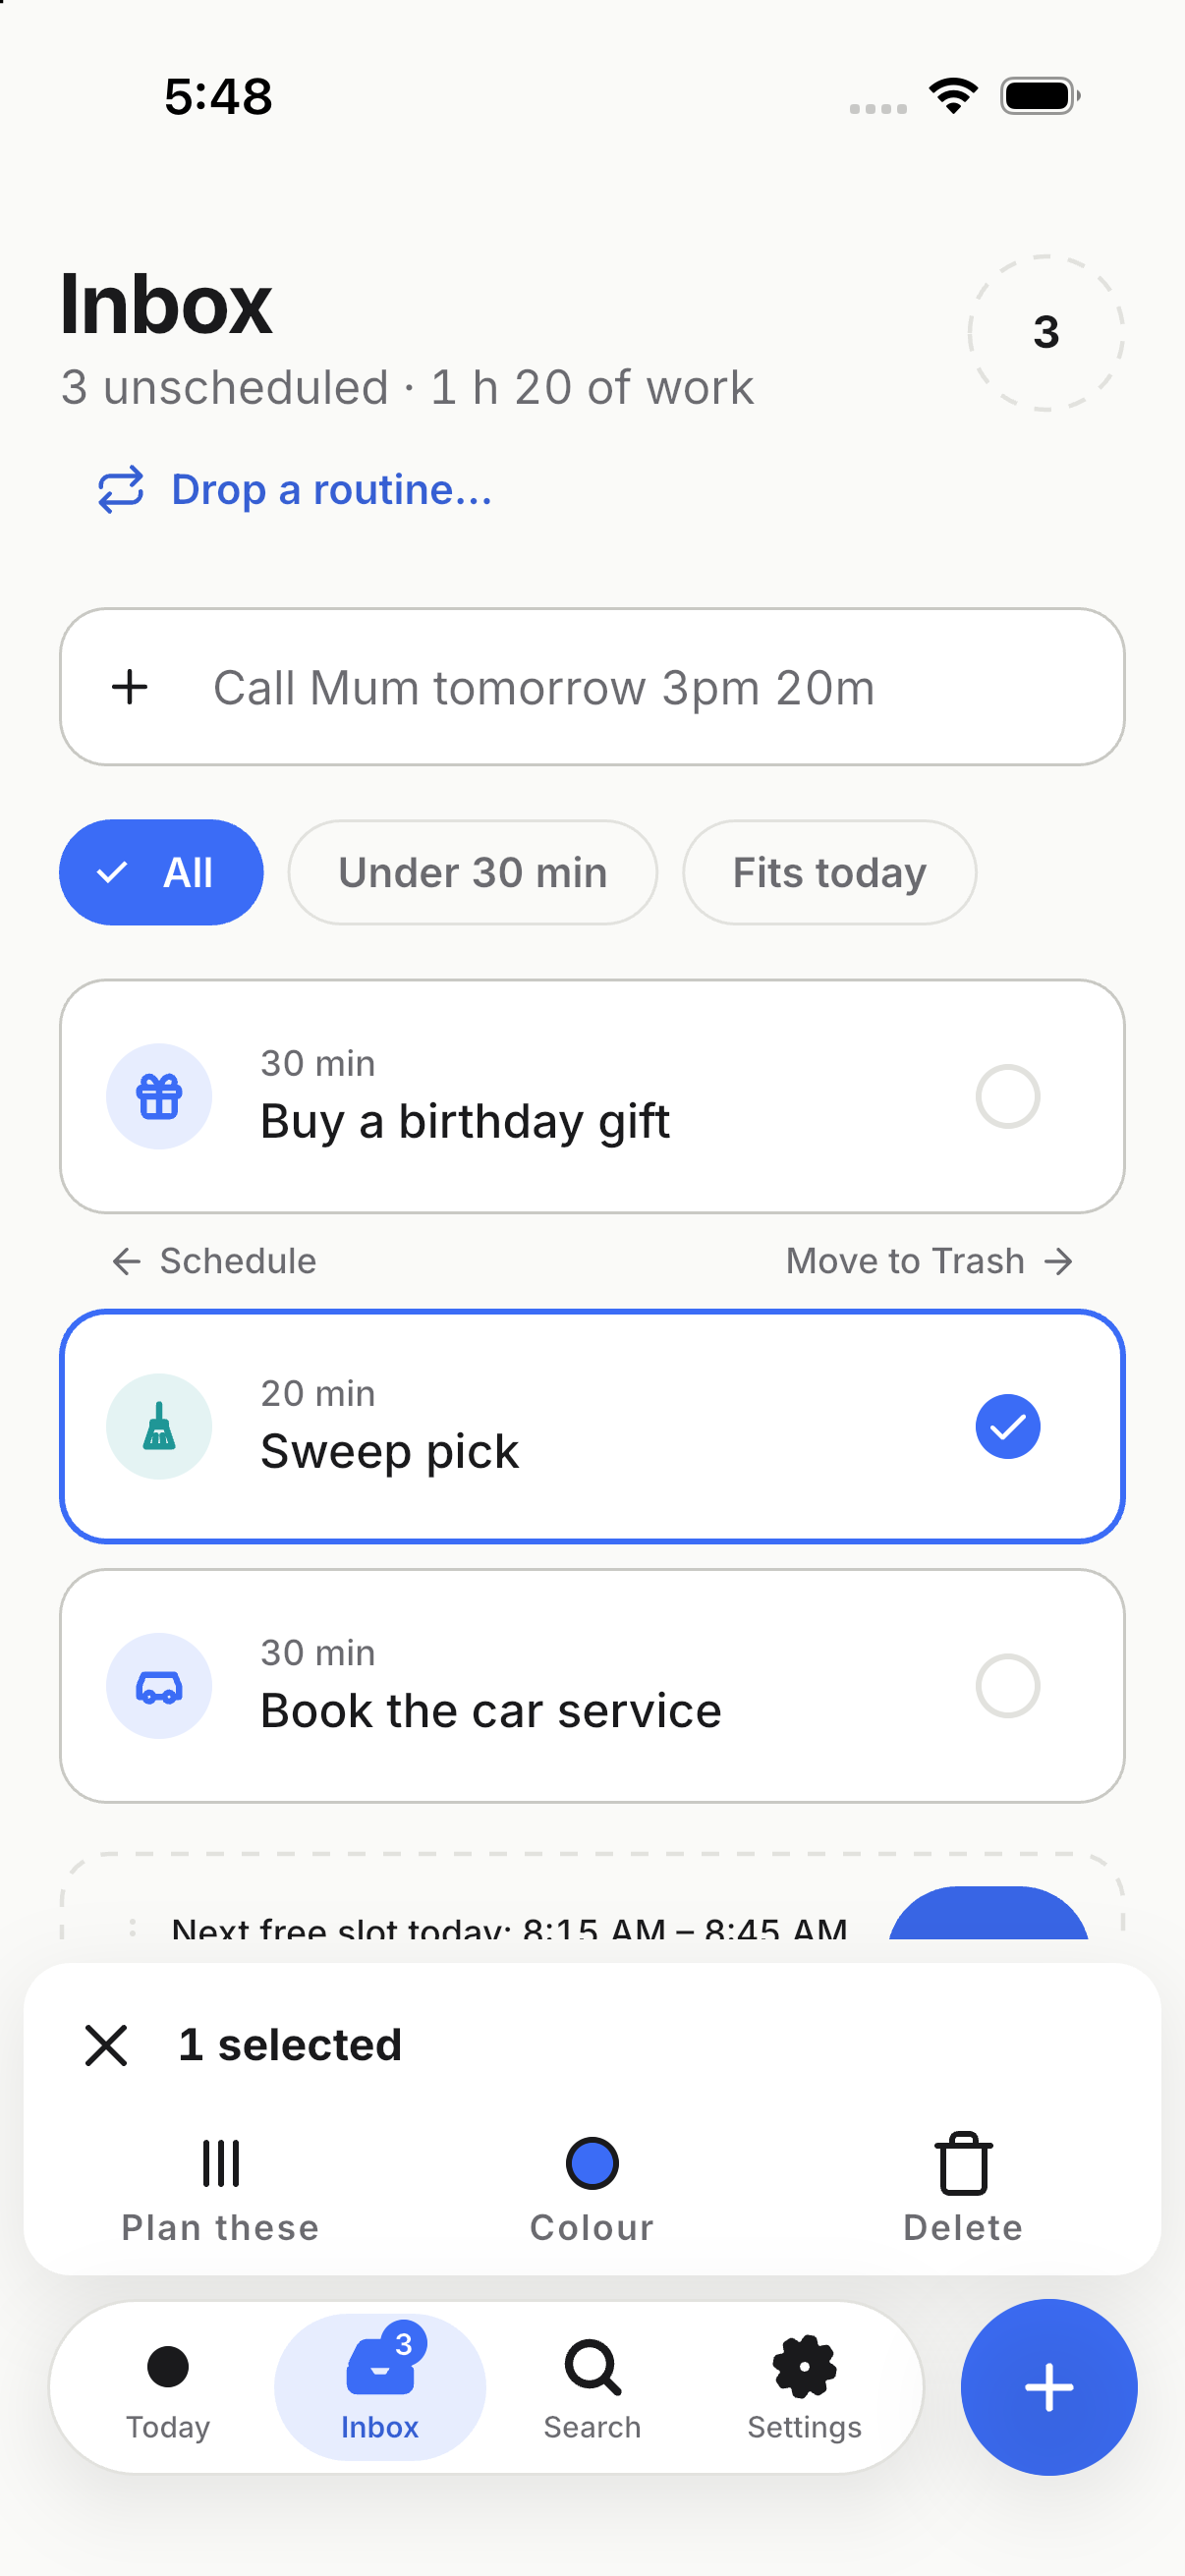 5:48
Inbox
3 unscheduled · 1 h 20 of work
3
Drop a routine...
Call Mum tomorrow 3pm 20m
All
Under 30 min
Fits today
30 min
Buy a birthday gift
Schedule
Move to Trash
20 min
Sweep pick
30 min
Book the car service
Next free slot today: 8:15 AM – 8:45 AM
1 selected
Plan these
Colour
Delete
3
Today
Inbox
Search
Settings